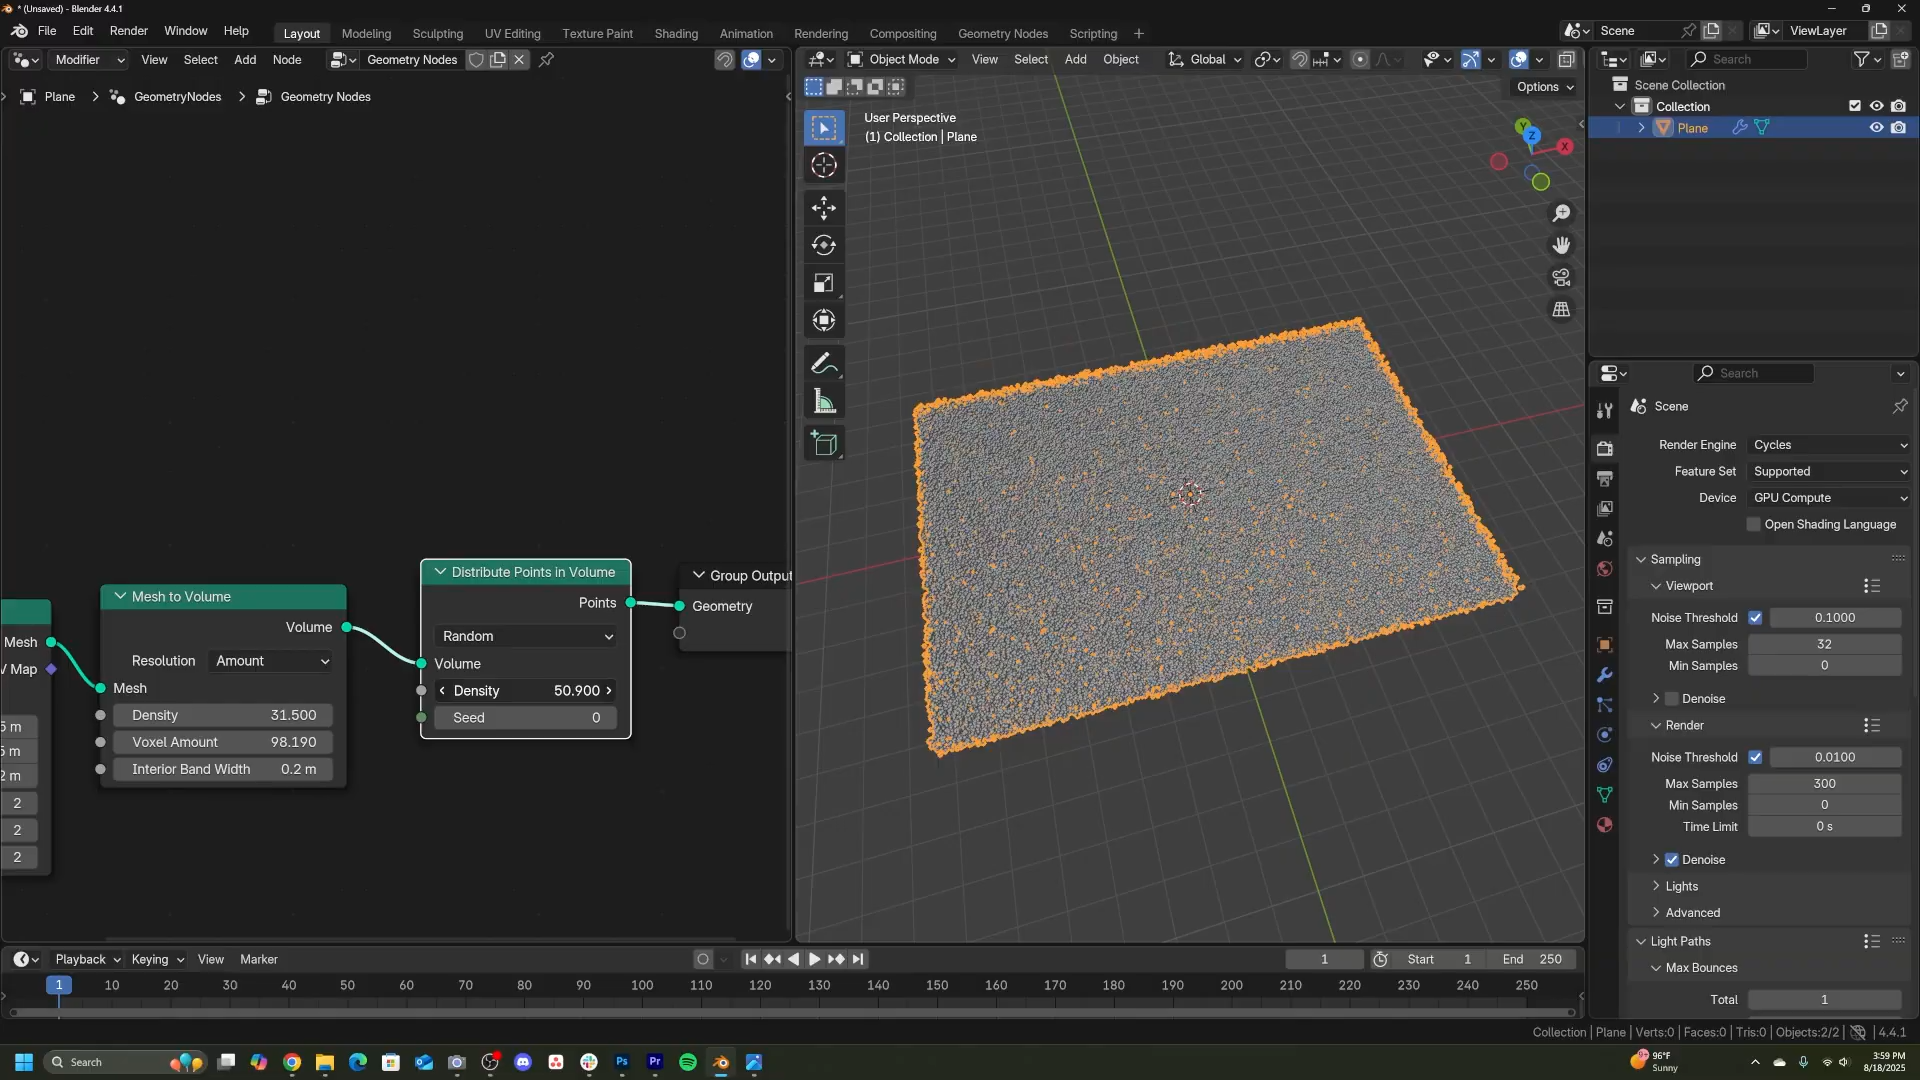 * (Unsaved) - Blender 4.4.1
File Edit Render Window Help
Layout Modeling Sculpting UV Editing Texture Paint Shading Animation Rendering Compositing Geometry Nodes Scripting +
Scene
ViewLayer
Modifier View Select Add Node Geometry Nodes
Plane > GeometryNodes > Geometry Nodes
Object Mode View Select Add Object Global
Options
User Perspective
(1) Collection | Plane
Y
Z
X
Mesh
V Map
5 m
5 m
2 m
2
2
2
Mesh to Volume
Volume
Resolution Amount
Mesh
Density 31.500
Voxel Amount 98.190
Interior Band Width 0.2 m
Distribute Points in Volume
Points
Random
Volume
Density 50.900
Seed 0
Group Output
Geometry
Search
Scene Collection
Collection
Plane
Search
Scene
Render Engine Cycles
Feature Set Supported
Device GPU Compute
Open Shading Language
Sampling
Viewport
Noise Threshold 0.1000
Max Samples 32
Min Samples 0
Denoise
Render
Noise Threshold 0.0100
Max Samples 300
Min Samples 0
Time Limit 0 s
Denoise
Lights
Advanced
Light Paths
Max Bounces
Total 1
Playback Keying View Marker
1 Start 1 End 250
1 10 20 30 40 50 60 70 80 90 100 110 120 130 140 150 160 170 180 190 200 210 220 230 240 250
Collection | Plane | Verts:0 | Faces:0 | Tris:0 | Objects:2/2 | 4.4.1
Search
Ps
Pr
96°F
Sunny
3:59 PM
8/18/2025